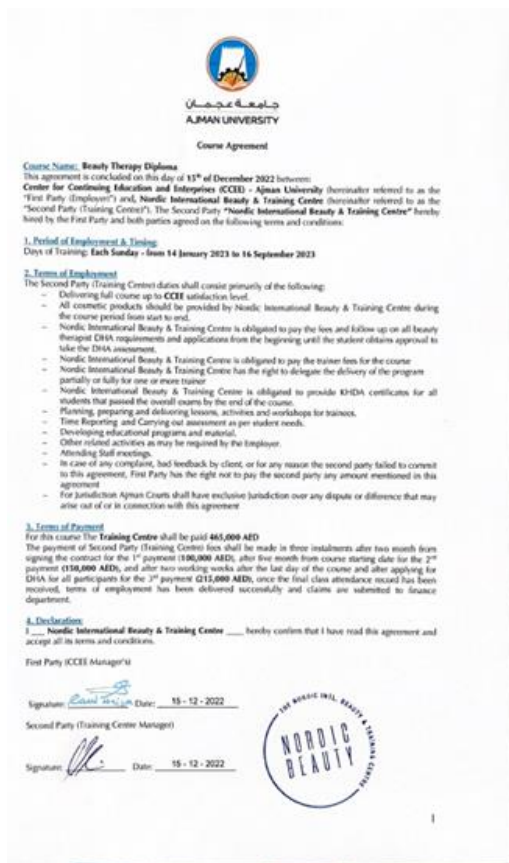 جامعة عجمان
AJMAN UNIVERSITY
Course Agreement
Course Name: Beauty Therapy Diploma
This agreement is concluded on this day of 15th of December 2022 between:
Center for Continuing Education and Enterprises (CCEE) - Ajman University (hereinafter referred to as the
"First Party (Employer)") and, Nordic International Beauty & Training Centre (hereinafter referred to as the
"Second Party (Training Centre)"). The Second Party "Nordic International Beauty & Training Centre" hereby
hired by the First Party and both parties agreed on the following terms and conditions:
1. Period of Employment & Timing:
Days of Training: Each Sunday - from 14 January 2023 to 16 September 2023
2. Terms of Employment
The Second Party (Training Centre) duties shall consist primarily of the following:
– Delivering full course up to CCEE satisfaction level.
– All cosmetic products should be provided by Nordic International Beauty & Training Centre during
the course period from start to end.
– Nordic International Beauty & Training Centre is obligated to pay the fees and follow up on all beauty
therapist DHA requirements and applications from the beginning until the student obtains approval to
take the DHA assessment.
– Nordic International Beauty & Training Centre is obligated to pay the trainer fees for the course
– Nordic International Beauty & Training Centre has the right to delegate the delivery of the program
partially or fully for one or more trainer
– Nordic International Beauty & Training Centre is obligated to provide KHDA certificates for all
students that passed the overall exams by the end of the course.
– Planning, preparing and delivering lessons, activities and workshops for trainees.
– Time Reporting and Carrying out assessment as per student needs.
– Developing educational programs and material.
– Other related activities as may be required by the Employer.
– Attending Staff meetings.
– In case of any complaint, bad feedback by client, or for any reason the second party failed to commit
to this agreement, First Party has the right not to pay the second party any amount mentioned in this
agreement
– For Jurisdiction Ajman Courts shall have exclusive Jurisdiction over any dispute or difference that may
arise out of or in connection with this agreement
3. Terms of Payment
For this course The Training Centre shall be paid 465,000 AED
The payment of Second Party (Training Centre) fees shall be made in three instalments after two month from
signing the contract for the 1st payment (100,000 AED), after five month from course starting date for the 2nd
payment (150,000 AED), and after two working weeks after the last day of the course and after applying for
DHA for all participants for the 3rd payment (215,000 AED), once the final class attendance record has been
received, terms of employment has been delivered successfully and claims are submitted to finance
department.
4. Declaration:
I ___ Nordic International Beauty & Training Centre ____ hereby confirm that I have read this agreement and
accept all its terms and conditions.
First Party (CCEE Manager's)
Signature: Date: 15 - 12 - 2022
Second Party (Training Centre Manager)
Signature: Date: 15 - 12 - 2022
THE NORDIC INTL. BEAUTY & TRAINING CENTRE
NORDIC
BEAUTY
1